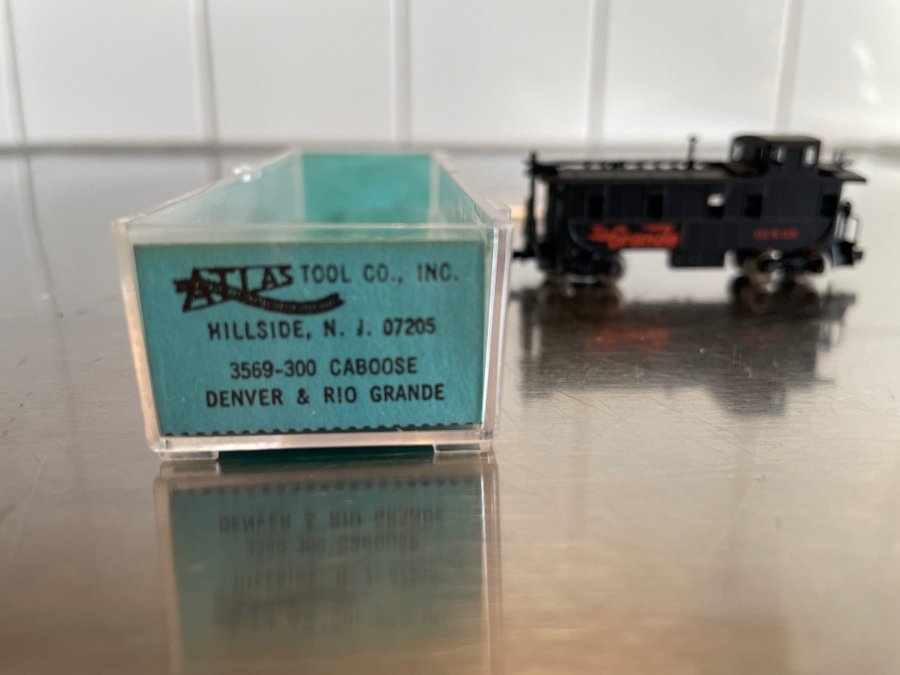 ATLAS TOOL CO., INC.
HILLSIDE, N. J. 07205
3569-300 CABOOSE
DENVER & RIO GRANDE
Rio Grande